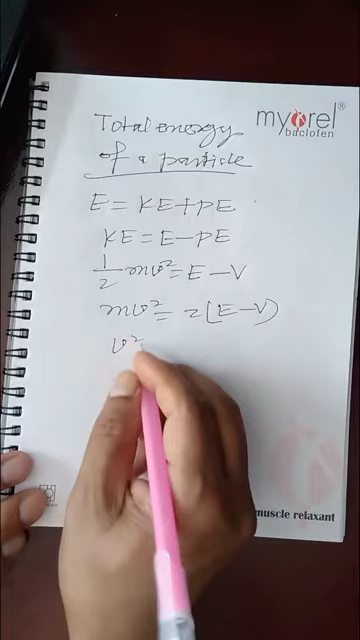 Total energy
of a particle
myorel®
baclofen
E = KE + PE
KE = E - PE
1/2 mv² = E - V
mv² = 2(E - V)
v²
muscle relaxant